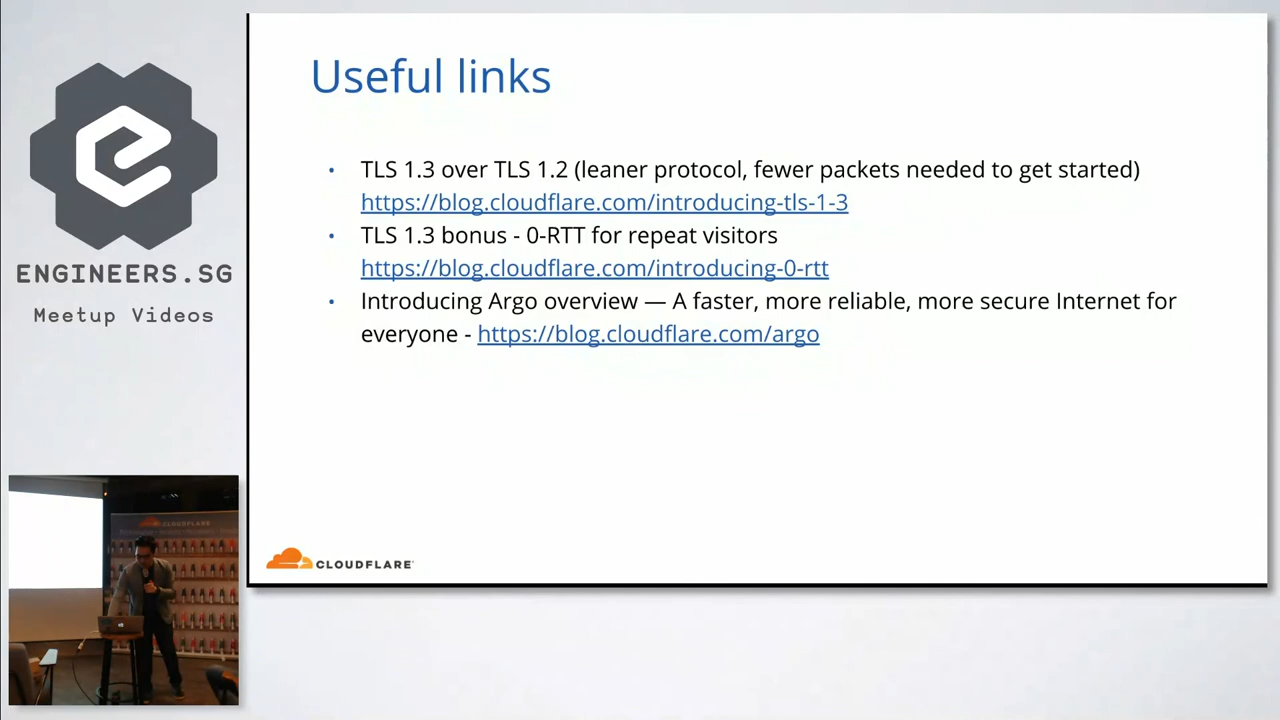 ENGINEERS.SG
Meetup Videos
Useful links
• TLS 1.3 over TLS 1.2 (leaner protocol, fewer packets needed to get started)
https://blog.cloudflare.com/introducing-tls-1-3
• TLS 1.3 bonus - 0-RTT for repeat visitors
https://blog.cloudflare.com/introducing-0-rtt
• Introducing Argo overview — A faster, more reliable, more secure Internet for
everyone - https://blog.cloudflare.com/argo
CLOUDFLARE
CLOUDFLARE